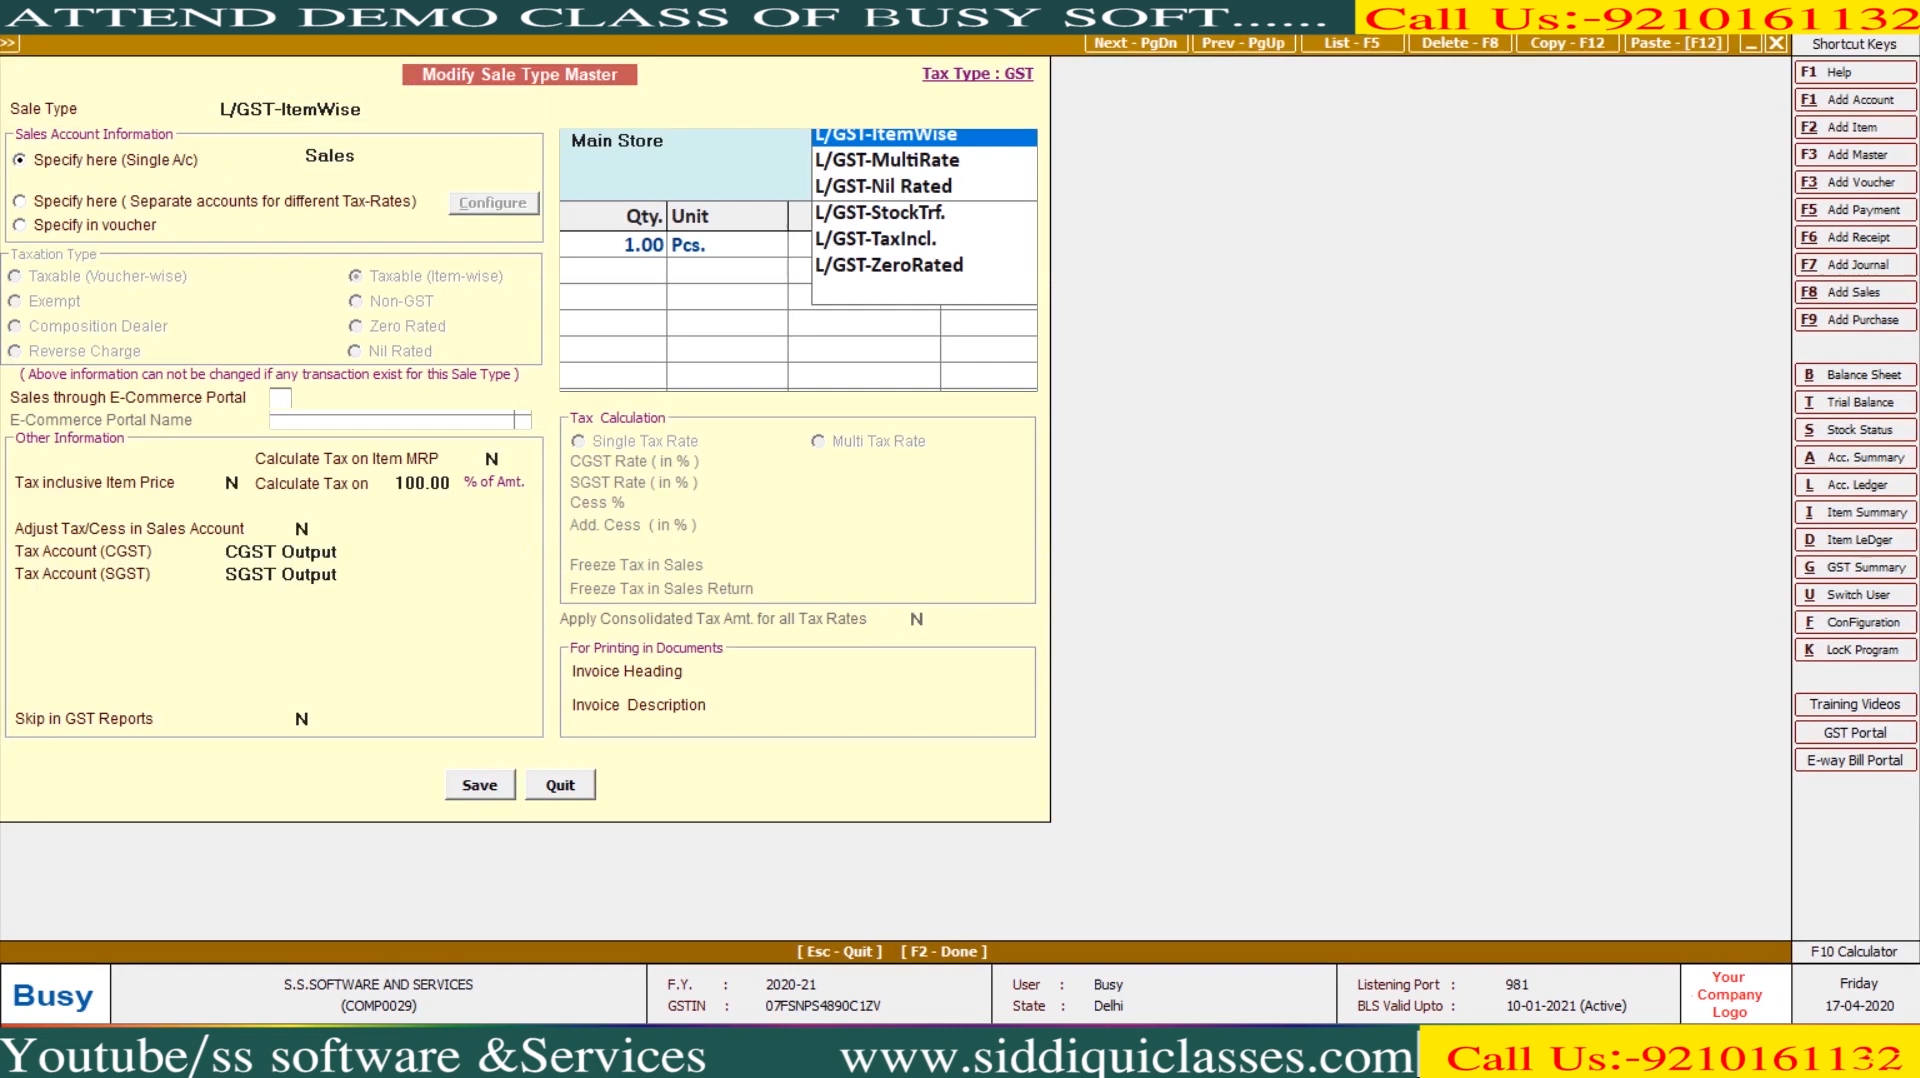 ATTEND DEMO CLASS OF BUSY SOFT......
Call Us:-9210161132
>>
Next - PgDn
Prev - PgUp
List - F5
Delete - F8
Copy - F12
Paste - [F12]
Shortcut Keys
Modify Sale Type Master
Tax Type : GST
Sale Type L/GST-ItemWise
Sales Account Information
Specify here (Single A/c) Sales
Specify here ( Separate accounts for different Tax-Rates) Configure
Specify in voucher
Taxation Type
Taxable (Voucher-wise) Taxable (Item-wise)
Exempt Non-GST
Composition Dealer Zero Rated
Reverse Charge Nil Rated
( Above information can not be changed if any transaction exist for this Sale Type )
Sales through E-Commerce Portal
E-Commerce Portal Name
Other Information
Calculate Tax on Item MRP N
Tax inclusive Item Price N Calculate Tax on 100.00 % of Amt.
Adjust Tax/Cess in Sales Account N
Tax Account (CGST) CGST Output
Tax Account (SGST) SGST Output
Skip in GST Reports N
Main Store
L/GST-ItemWise
L/GST-MultiRate
L/GST-Nil Rated
L/GST-StockTrf.
L/GST-TaxIncl.
L/GST-ZeroRated
Qty. Unit
1.00 Pcs.
Tax Calculation
Single Tax Rate Multi Tax Rate
CGST Rate ( in % )
SGST Rate ( in % )
Cess %
Add. Cess ( in % )
Freeze Tax in Sales
Freeze Tax in Sales Return
Apply Consolidated Tax Amt. for all Tax Rates N
For Printing in Documents
Invoice Heading
Invoice Description
Save Quit
F1 Help
F1 Add Account
F2 Add Item
F3 Add Master
F3 Add Voucher
F5 Add Payment
F6 Add Receipt
F7 Add Journal
F8 Add Sales
F9 Add Purchase
B Balance Sheet
T Trial Balance
S Stock Status
A Acc. Summary
L Acc. Ledger
I Item Summary
D Item LeDger
G GST Summary
U Switch User
F ConFiguration
K LocK Program
Training Videos
GST Portal
E-way Bill Portal
[ Esc - Quit ] [ F2 - Done ]
F10 Calculator
Busy
S.S.SOFTWARE AND SERVICES
(COMP0029)
F.Y. : 2020-21
GSTIN : 07FSNPS4890C1ZV
User : Busy
State : Delhi
Listening Port : 981
BLS Valid Upto : 10-01-2021 (Active)
Your
Company
Logo
Friday
17-04-2020
Youtube/ss software &Services
www.siddiquiclasses.com
Call Us:-9210161132